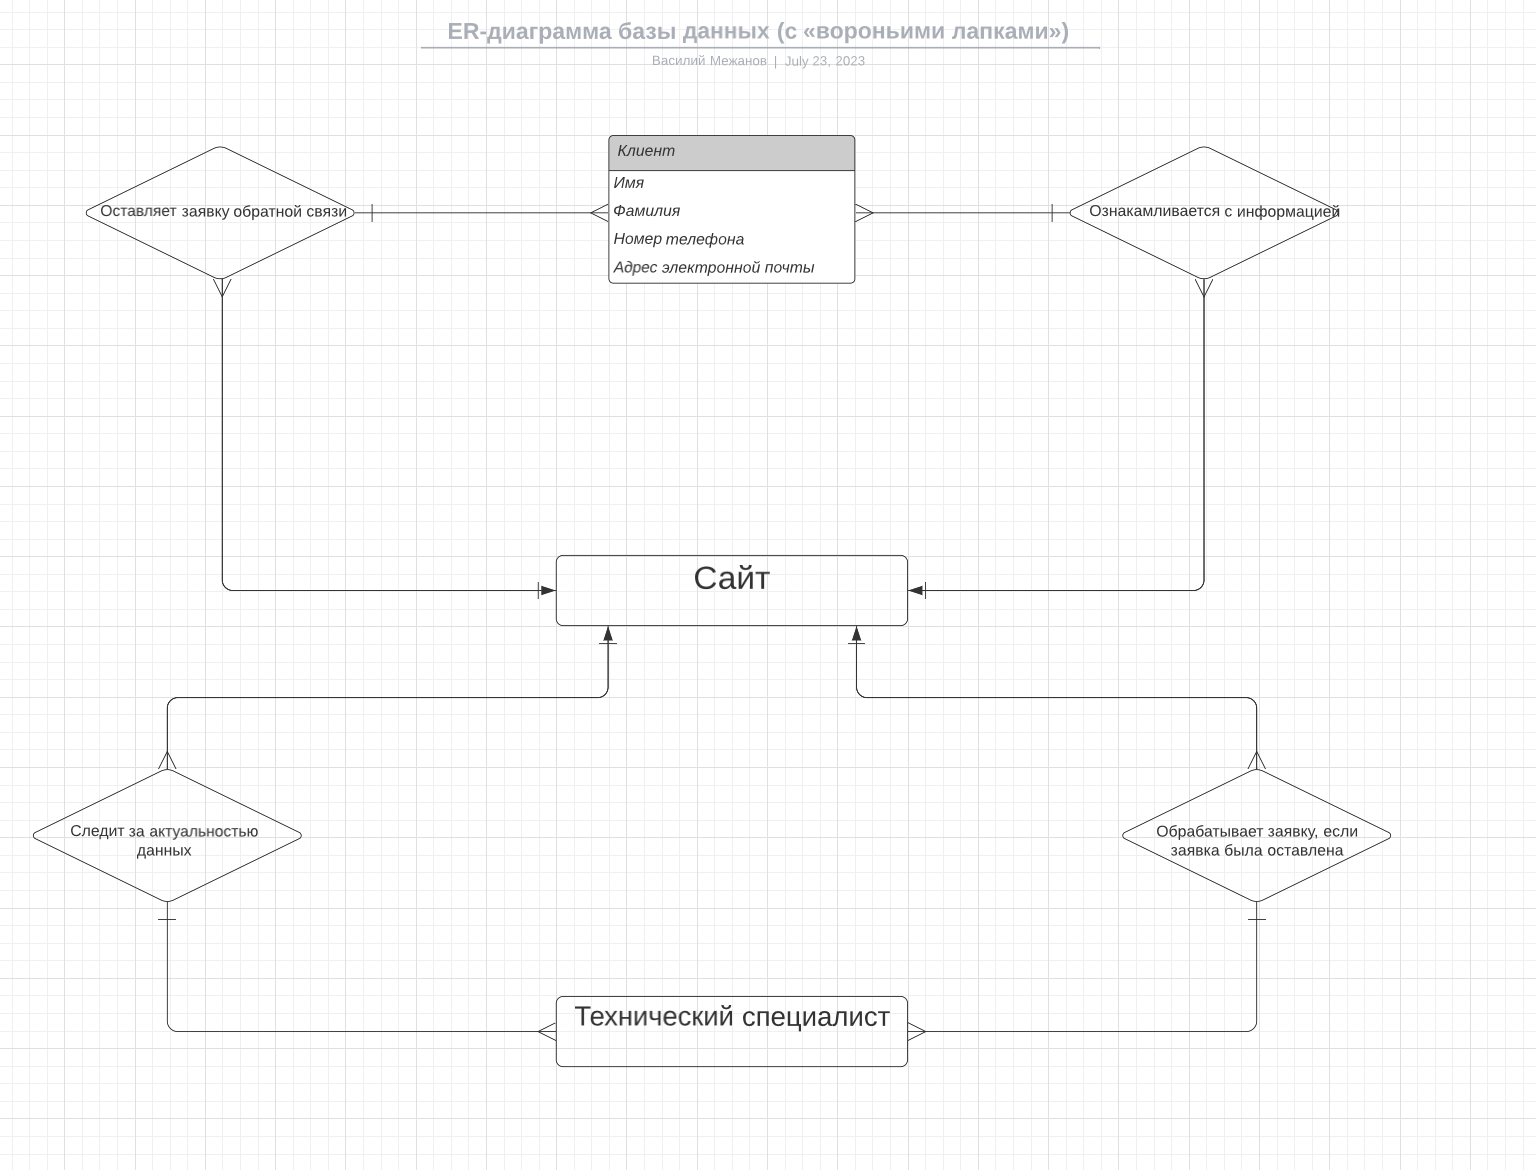 ER-диаграмма базы данных (с «вороньими лапками»)
Василий Межанов | July 23, 2023
Клиент
Имя
Фамилия
Номер телефона
Адрес электронной почты
Оставляет заявку обратной связи
Ознакамливается с информацией
Сайт
Следит за актуальностью
данных
Обрабатывает заявку, если
заявка была оставлена
Технический специалист